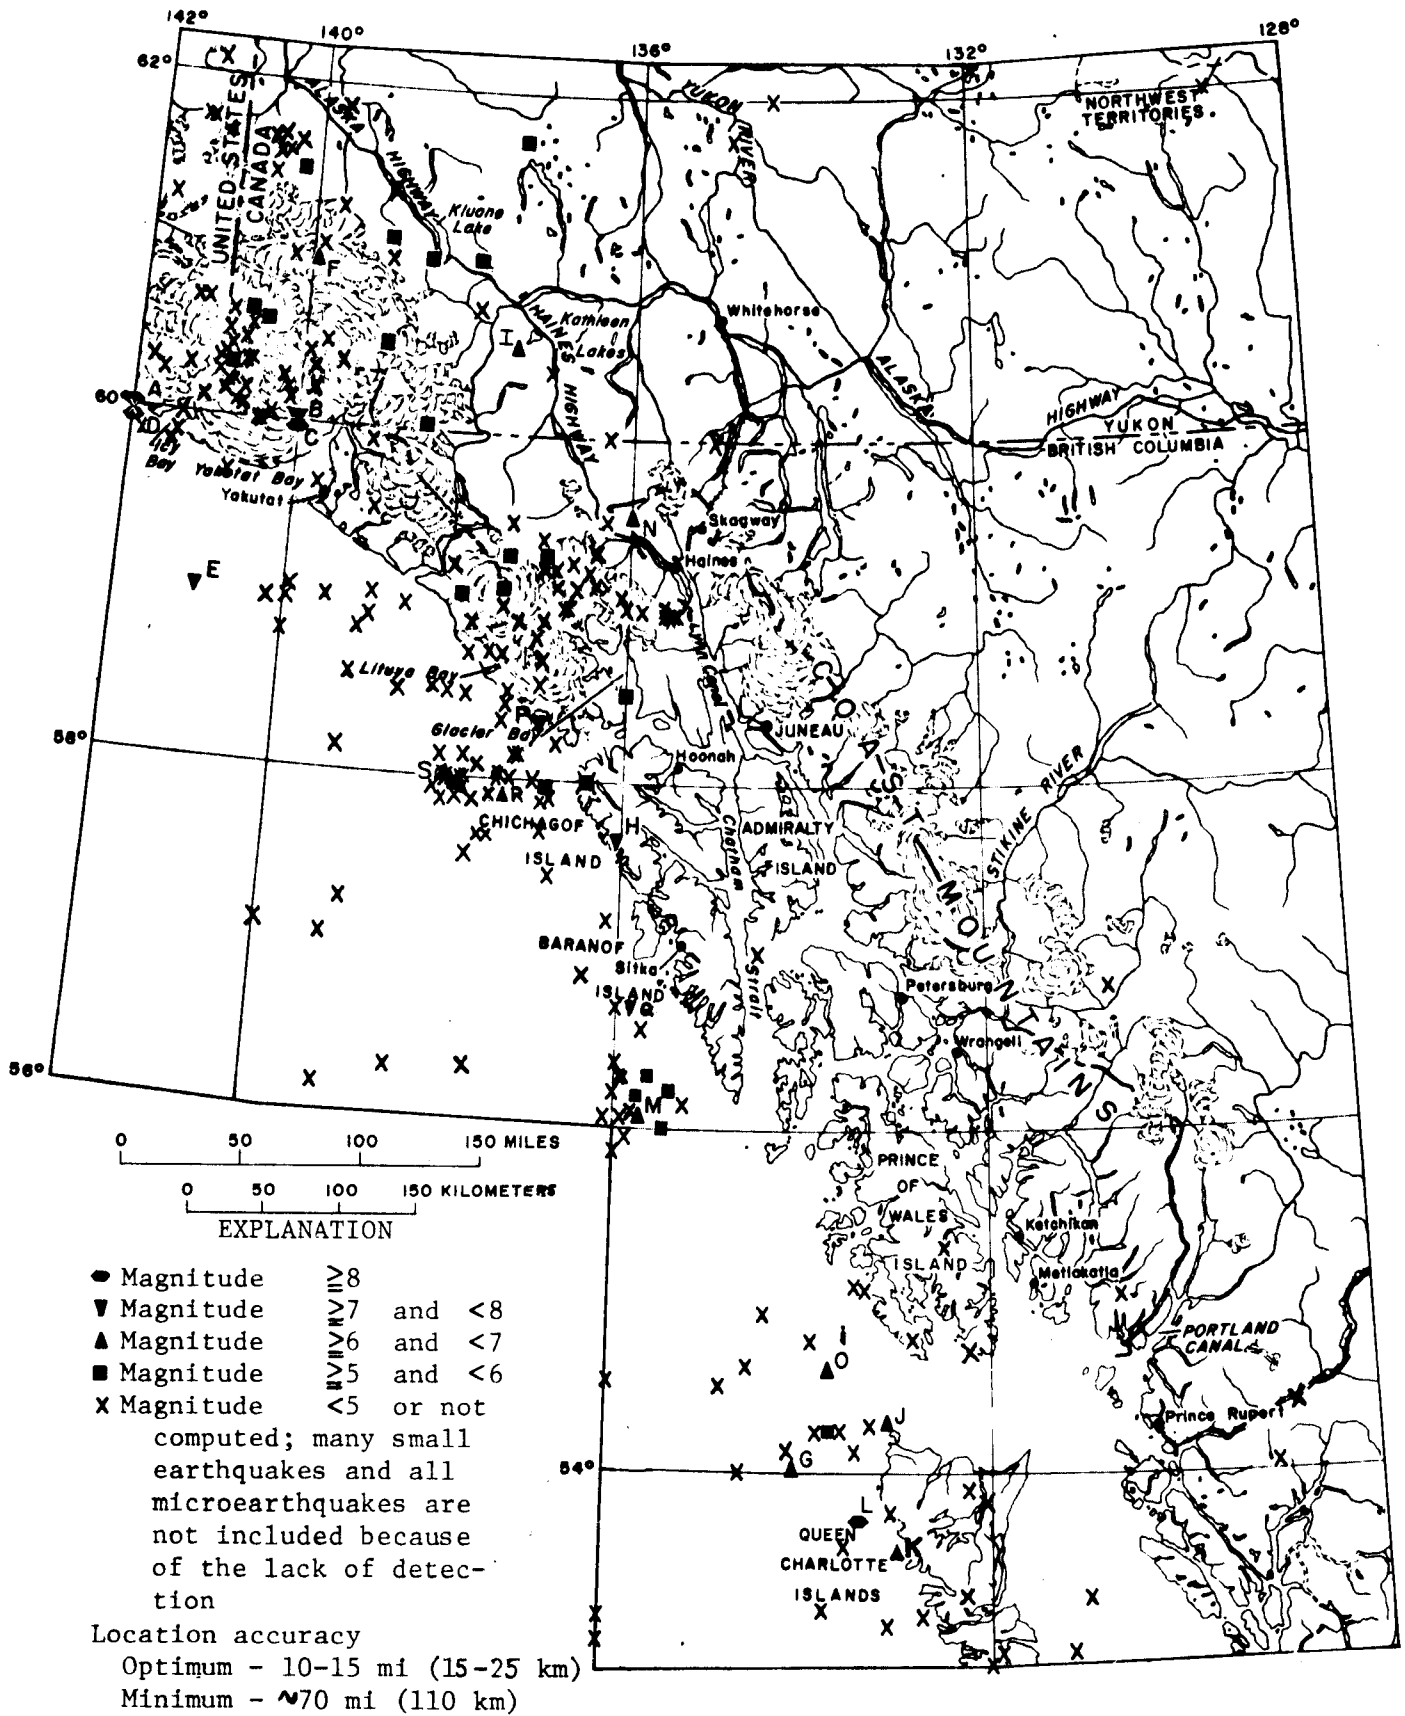 142°
140°
136°
132°
128°
62°
YUKON
RIVER
NORTHWEST
TERRITORIES
UNITED STATES
CANADA
ALASKA
HIGHWAY
Kluane
Lake
F
Whitehorse
HAINES
HIGHWAY
Kathleen
Lakes
I
ALASKA
HIGHWAY
YUKON
BRITISH COLUMBIA
60
A
B
C
D
Icy
Bay
Yakutat Bay
Yakutat
Skagway
N
Haines
E
Lynn Canal
Lituya Bay
P
Glacier Bay
JUNEAU
COAST MOUNTAINS
58°
Hoonah
S
R
CHICHAGOF
ISLAND
H
Chatham
Strait
ADMIRALTY
ISLAND
STIKINE RIVER
BARANOF
Sitka
ISLAND
Q
Petersburg
Wrangell
56°
M
0 50 100 150 MILES
0 50 100 150 KILOMETERS
PRINCE
OF
WALES
ISLAND
Ketchikan
Metlakatla
PORTLAND
CANAL
O
Prince Rupert
J
G
54°
L
QUEEN
K
CHARLOTTE
ISLANDS
EXPLANATION
Magnitude ≥8
Magnitude ≥7 and <8
Magnitude ≥6 and <7
Magnitude ≥5 and <6
X Magnitude <5 or not
computed; many small
earthquakes and all
microearthquakes are
not included because
of the lack of detec-
tion
Location accuracy
Optimum - 10-15 mi (15-25 km)
Minimum - ~70 mi (110 km)